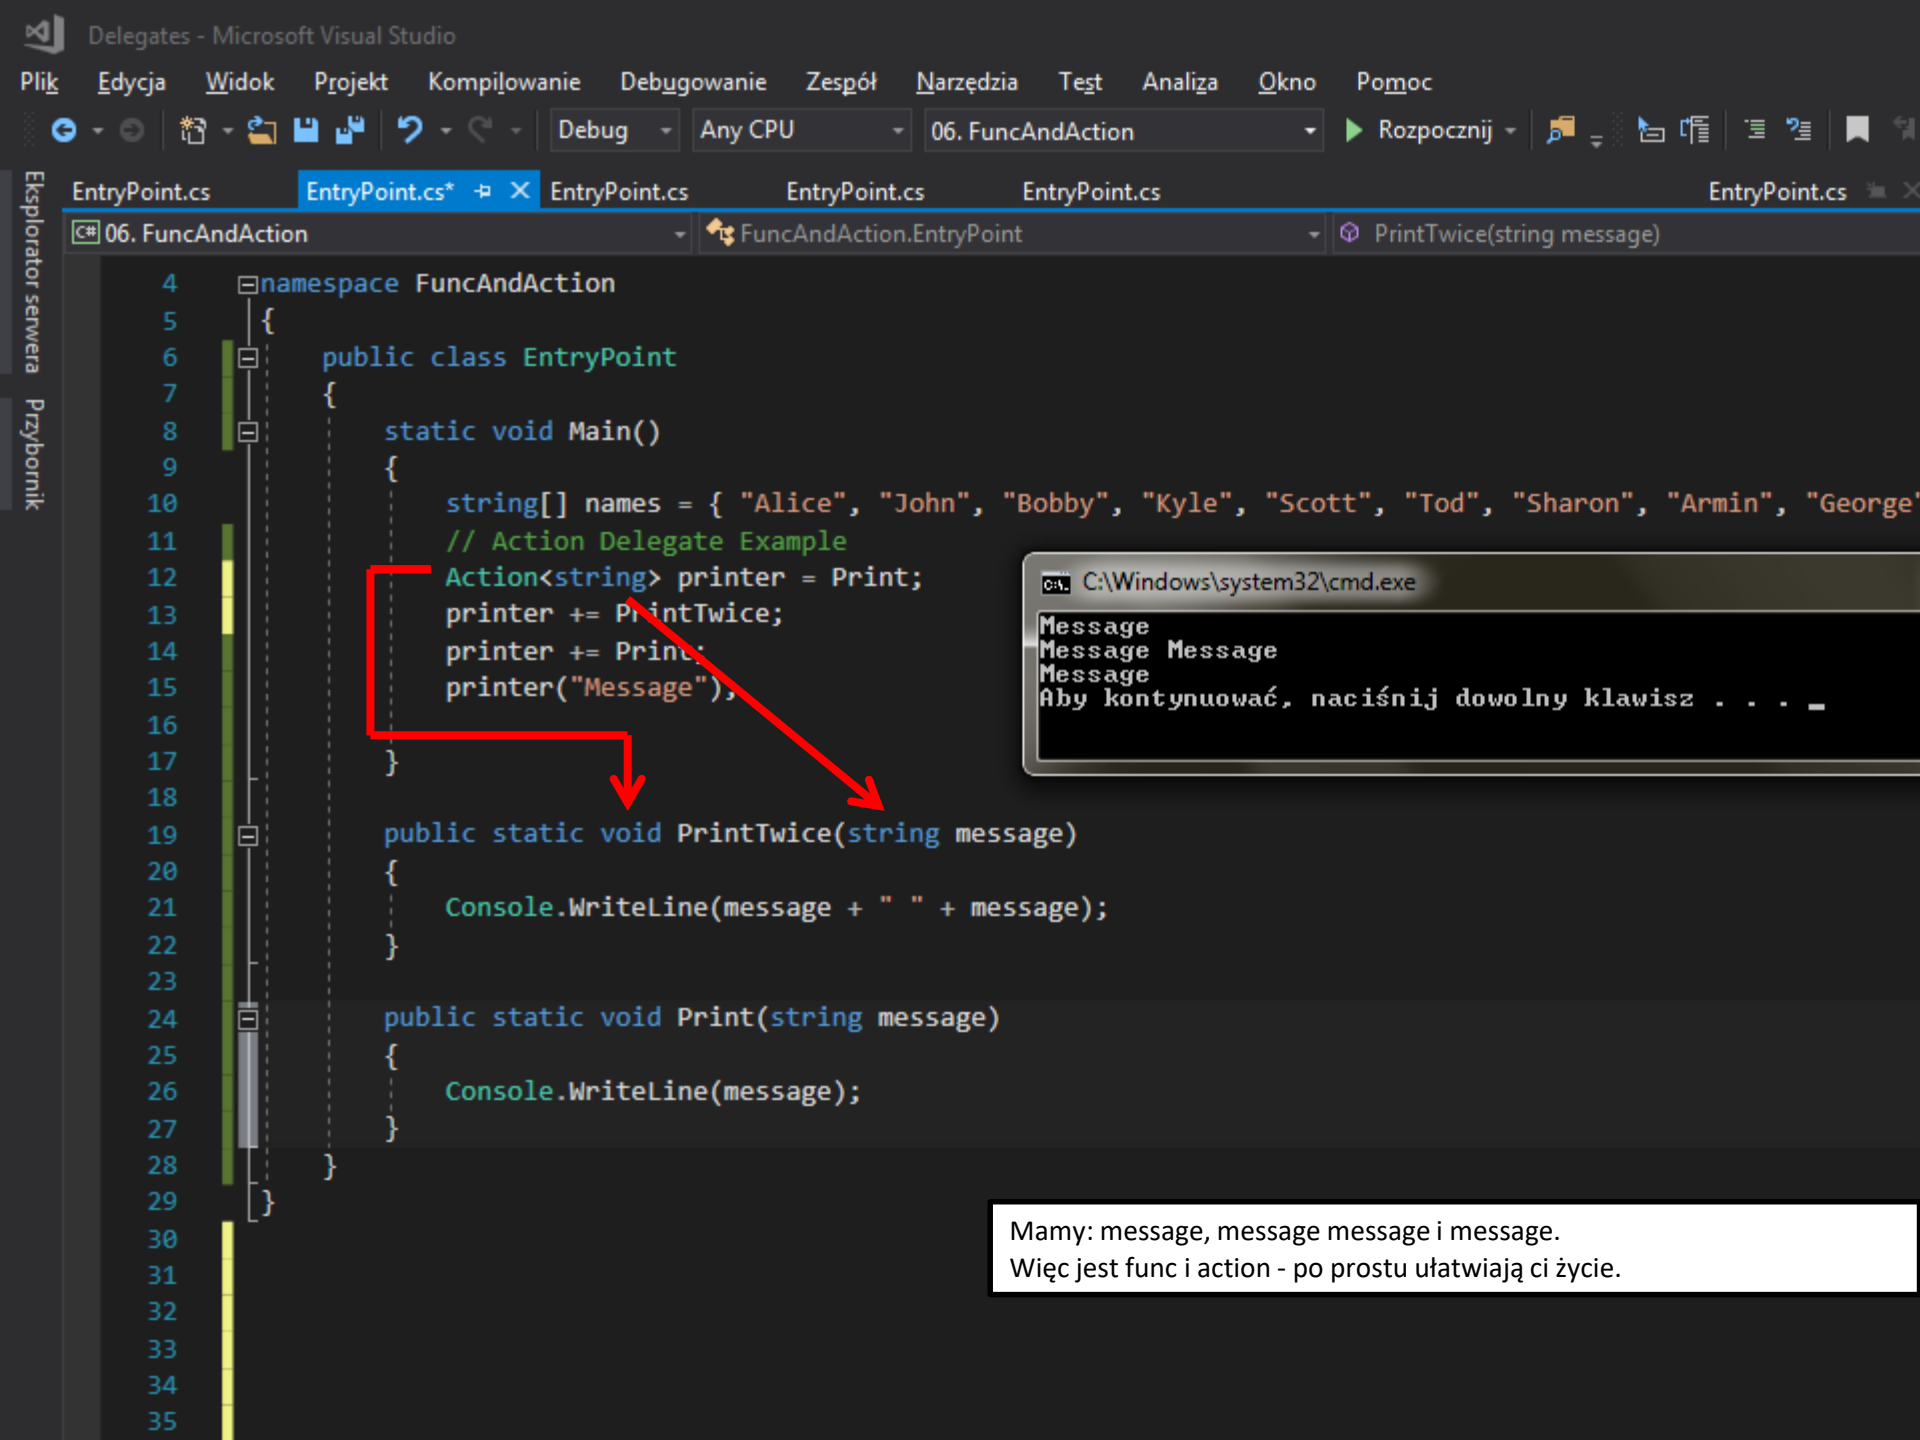 Delegates - Microsoft Visual Studio
Plik Edycja Widok Projekt Kompilowanie Debugowanie Zespół Narzędzia Test Analiza Okno Pomoc
Debug Any CPU 06. FuncAndAction Rozpocznij
Eksplorator serwera
Przybornik
EntryPoint.cs EntryPoint.cs* EntryPoint.cs EntryPoint.cs EntryPoint.cs EntryPoint.cs
C# 06. FuncAndAction FuncAndAction.EntryPoint PrintTwice(string message)
4 namespace FuncAndAction
5 {
6 public class EntryPoint
7 {
8 static void Main()
9 {
10 string[] names = { "Alice", "John", "Bobby", "Kyle", "Scott", "Tod", "Sharon", "Armin", "George"
11 // Action Delegate Example
12 Action<string> printer = Print;
13 printer += PrintTwice;
14 printer += Print;
15 printer("Message");
16
17 }
18
19 public static void PrintTwice(string message)
20 {
21 Console.WriteLine(message + " " + message);
22 }
23
24 public static void Print(string message)
25 {
26 Console.WriteLine(message);
27 }
28 }
29 }
30
31
32
33
34
35
C:\Windows\system32\cmd.exe
Message
Message Message
Message
Aby kontynuować, naciśnij dowolny klawisz . . . _
Mamy: message, message message i message.
Więc jest func i action - po prostu ułatwiają ci życie.